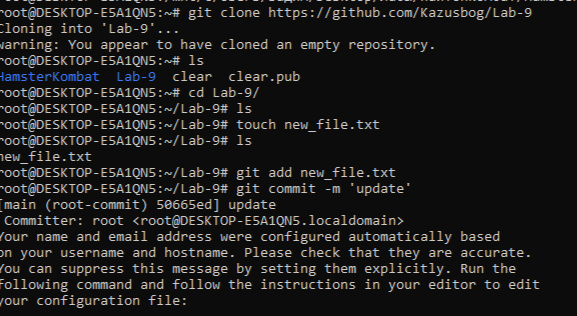 root@DESKTOP-E5A1QN5:~# git clone https://github.com/Kazusbog/Lab-9
Cloning into 'Lab-9'...
warning: You appear to have cloned an empty repository.
root@DESKTOP-E5A1QN5:~# ls
HamsterKombat  Lab-9  clear  clear.pub
root@DESKTOP-E5A1QN5:~# cd Lab-9/
root@DESKTOP-E5A1QN5:~/Lab-9# ls
root@DESKTOP-E5A1QN5:~/Lab-9# touch new_file.txt
root@DESKTOP-E5A1QN5:~/Lab-9# ls
new_file.txt
root@DESKTOP-E5A1QN5:~/Lab-9# git add new_file.txt
root@DESKTOP-E5A1QN5:~/Lab-9# git commit -m 'update'
[main (root-commit) 50665ed] update
 Committer: root <root@DESKTOP-E5A1QN5.localdomain>
Your name and email address were configured automatically based
on your username and hostname. Please check that they are accurate.
You can suppress this message by setting them explicitly. Run the
following command and follow the instructions in your editor to edit
your configuration file: